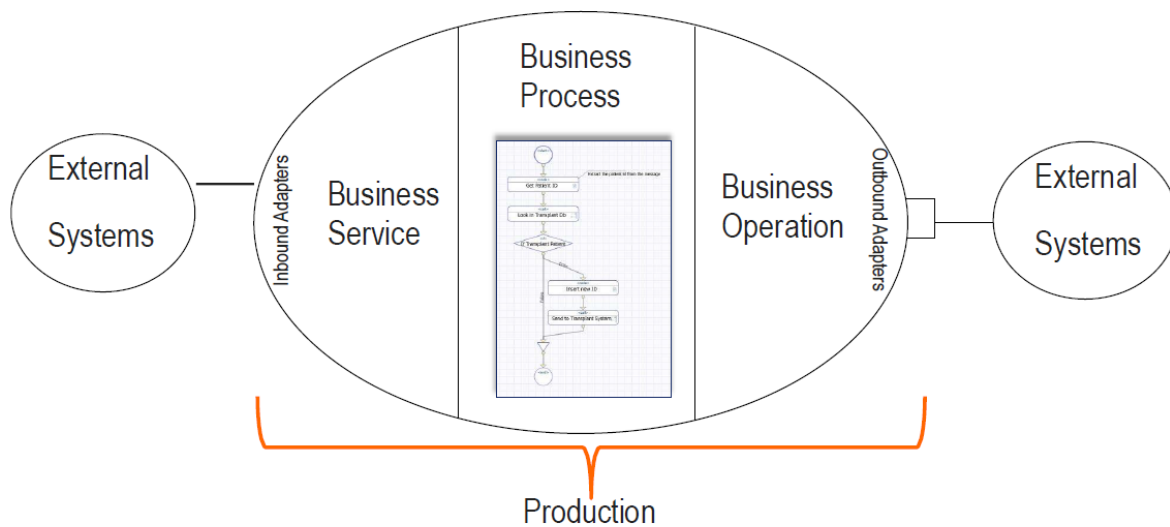 Business
Process
External
Systems
Inbound Adapters
Business
Service
Get Patient ID
Look in Transplant Db
Insert new ID
Send to Transplant System
Business
Operation
Outbound Adapters
External
Systems
Production